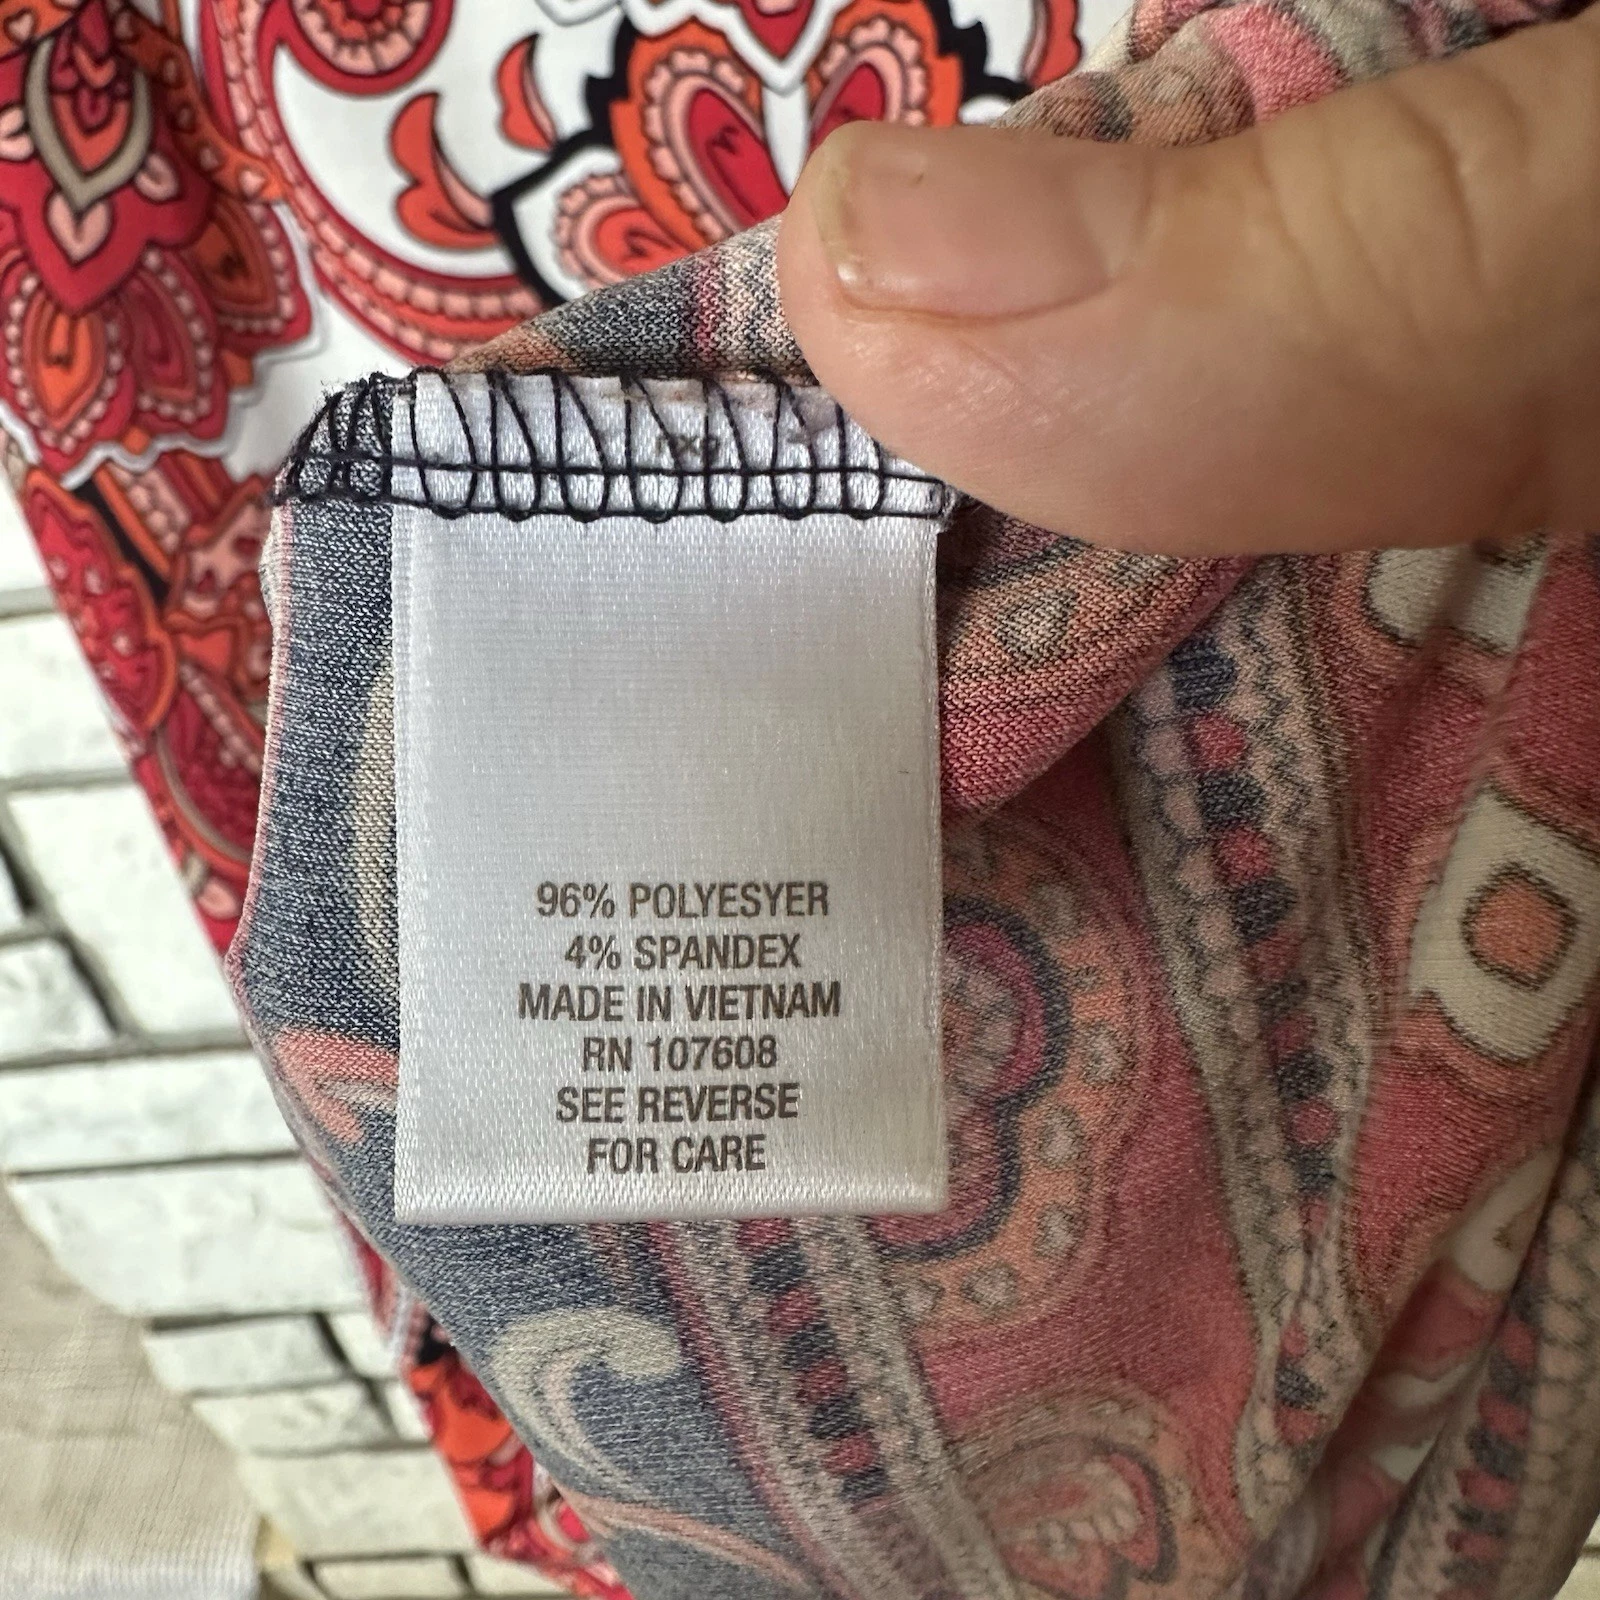 96% POLYESYER
4% SPANDEX
MADE IN VIETNAM
RN 107608
SEE REVERSE
FOR CARE